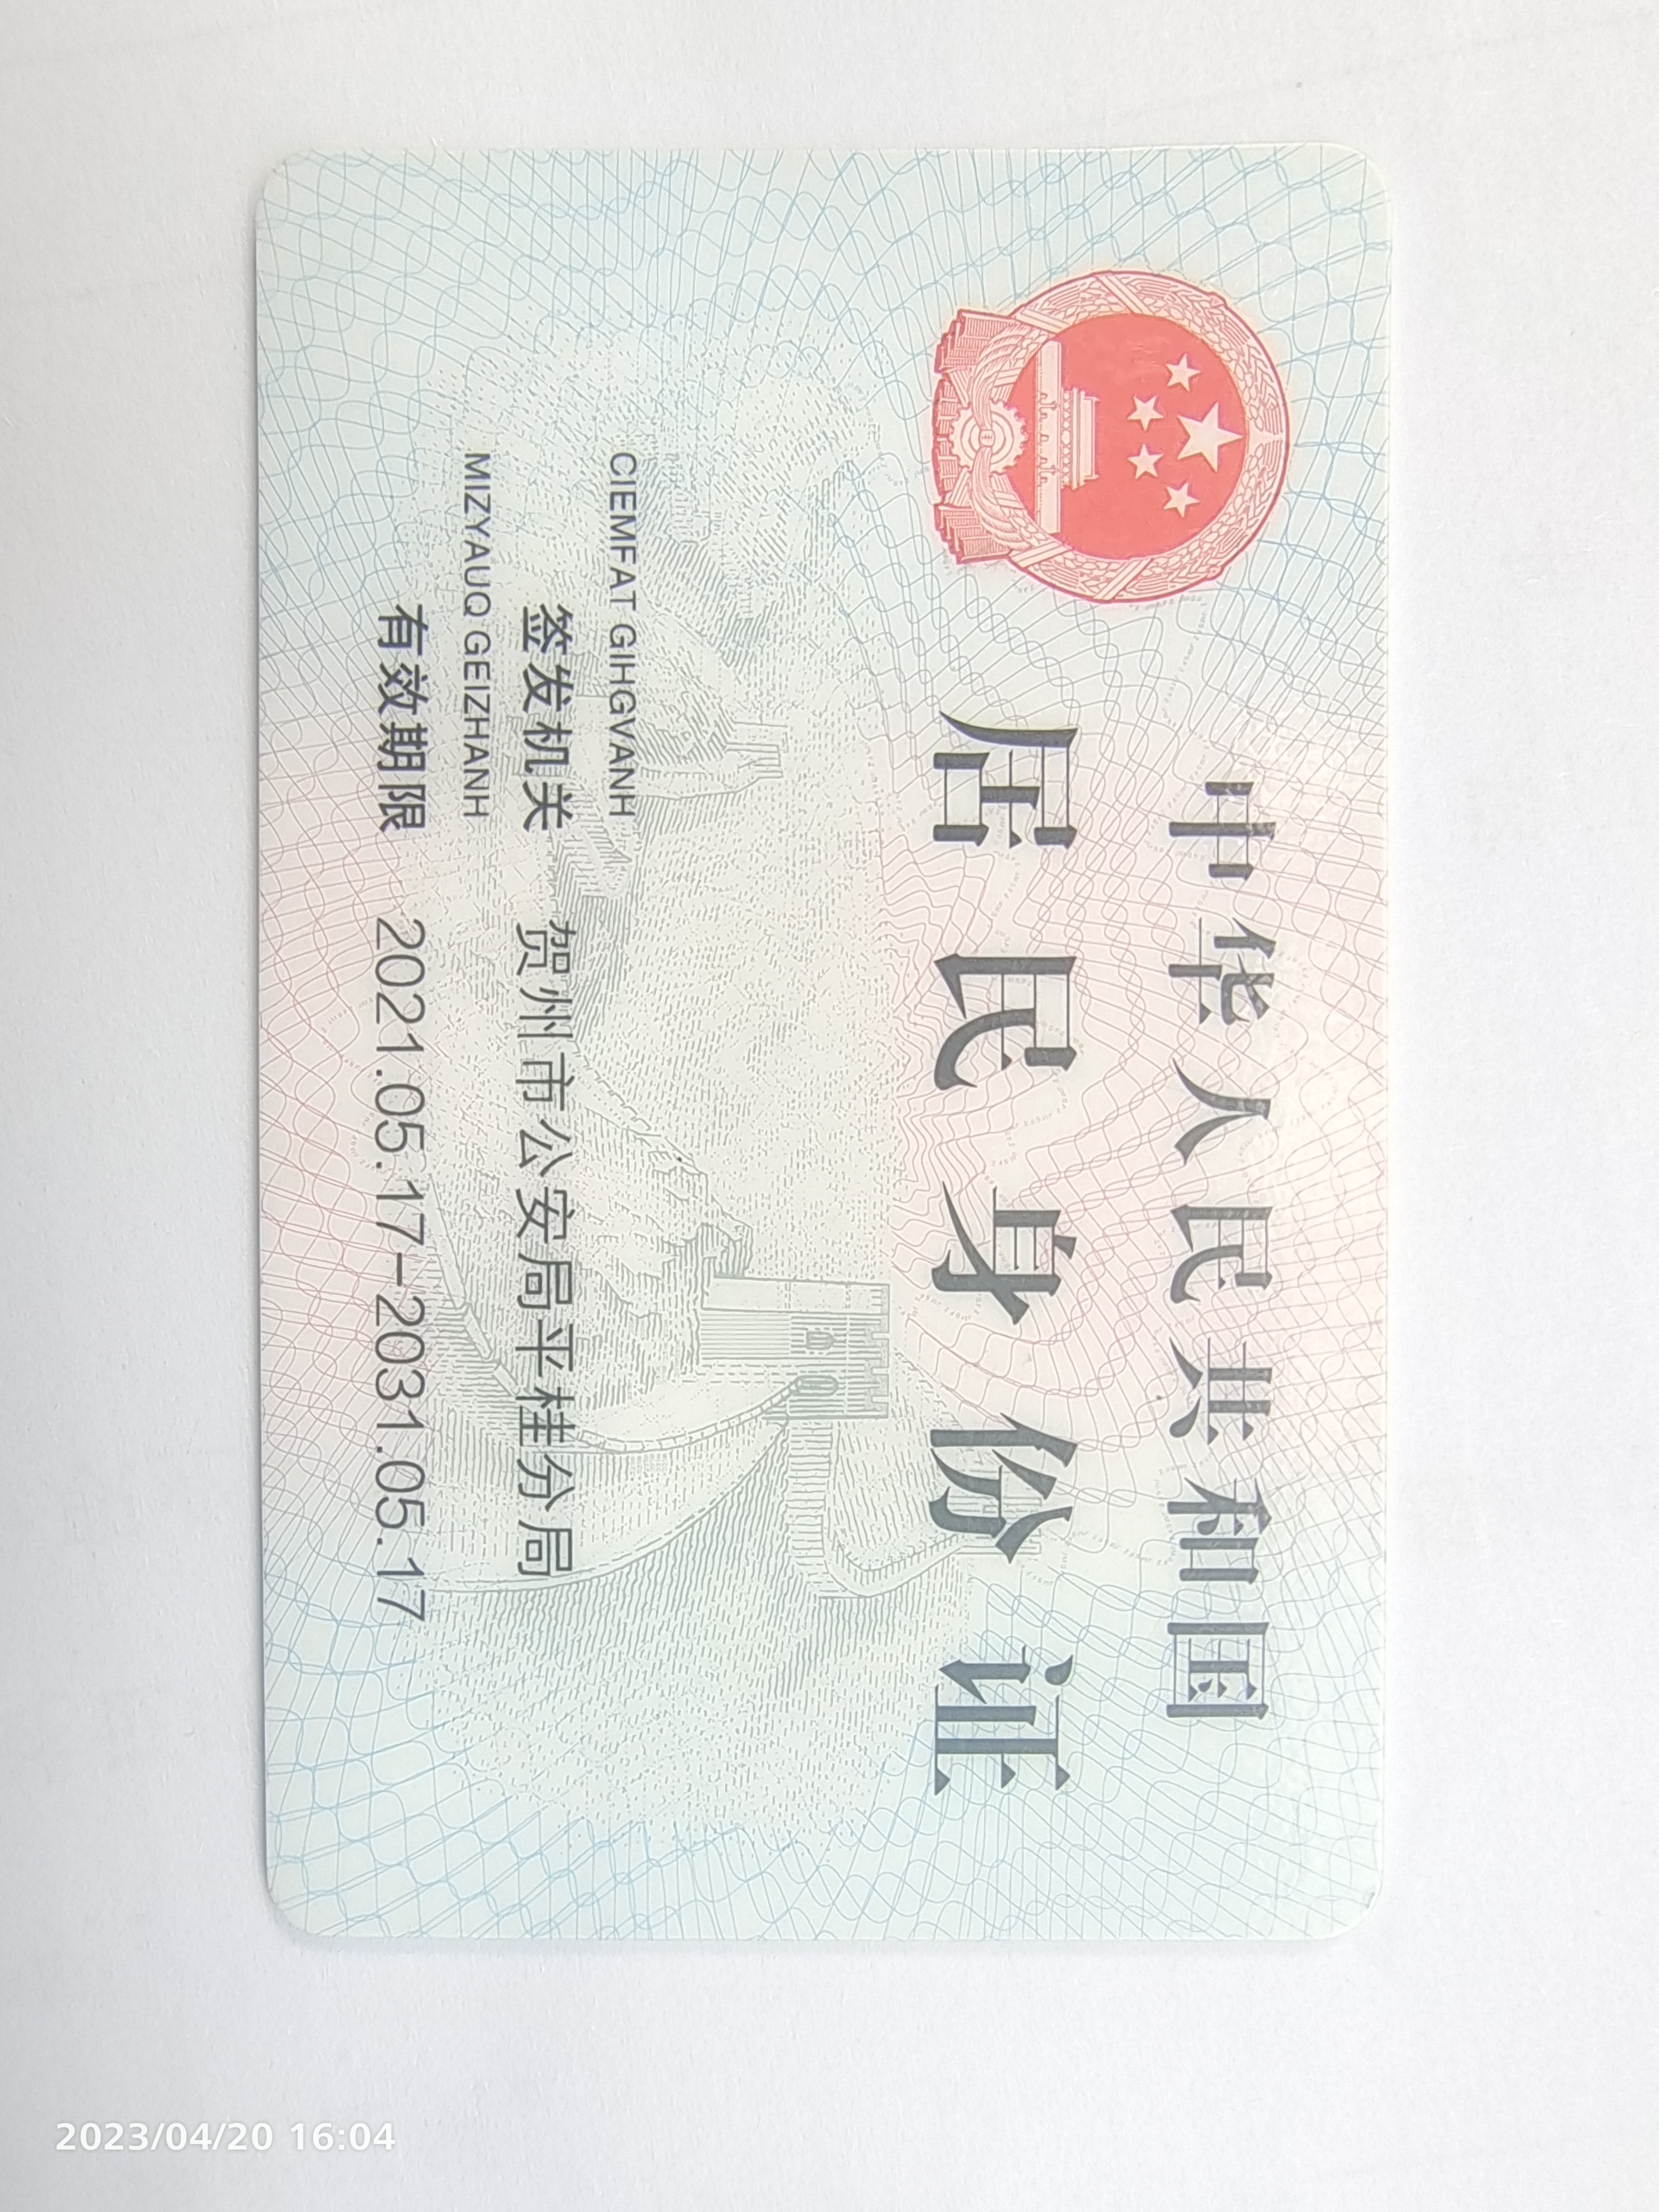 中华人民共和国
居民身份证
CIEMFAT GIHGVANH
签发机关 贺州市公安局平桂分局
MIZYAUQ GEIZHANH
有效期限 2021.05.17-2031.05.17
2023/04/20 16:04